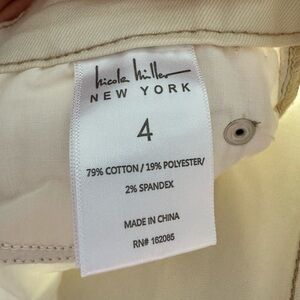 nicole miller
NEW YORK
4
79% COTTON / 19% POLYESTER/
2% SPANDEX
MADE IN CHINA
RN# 162085